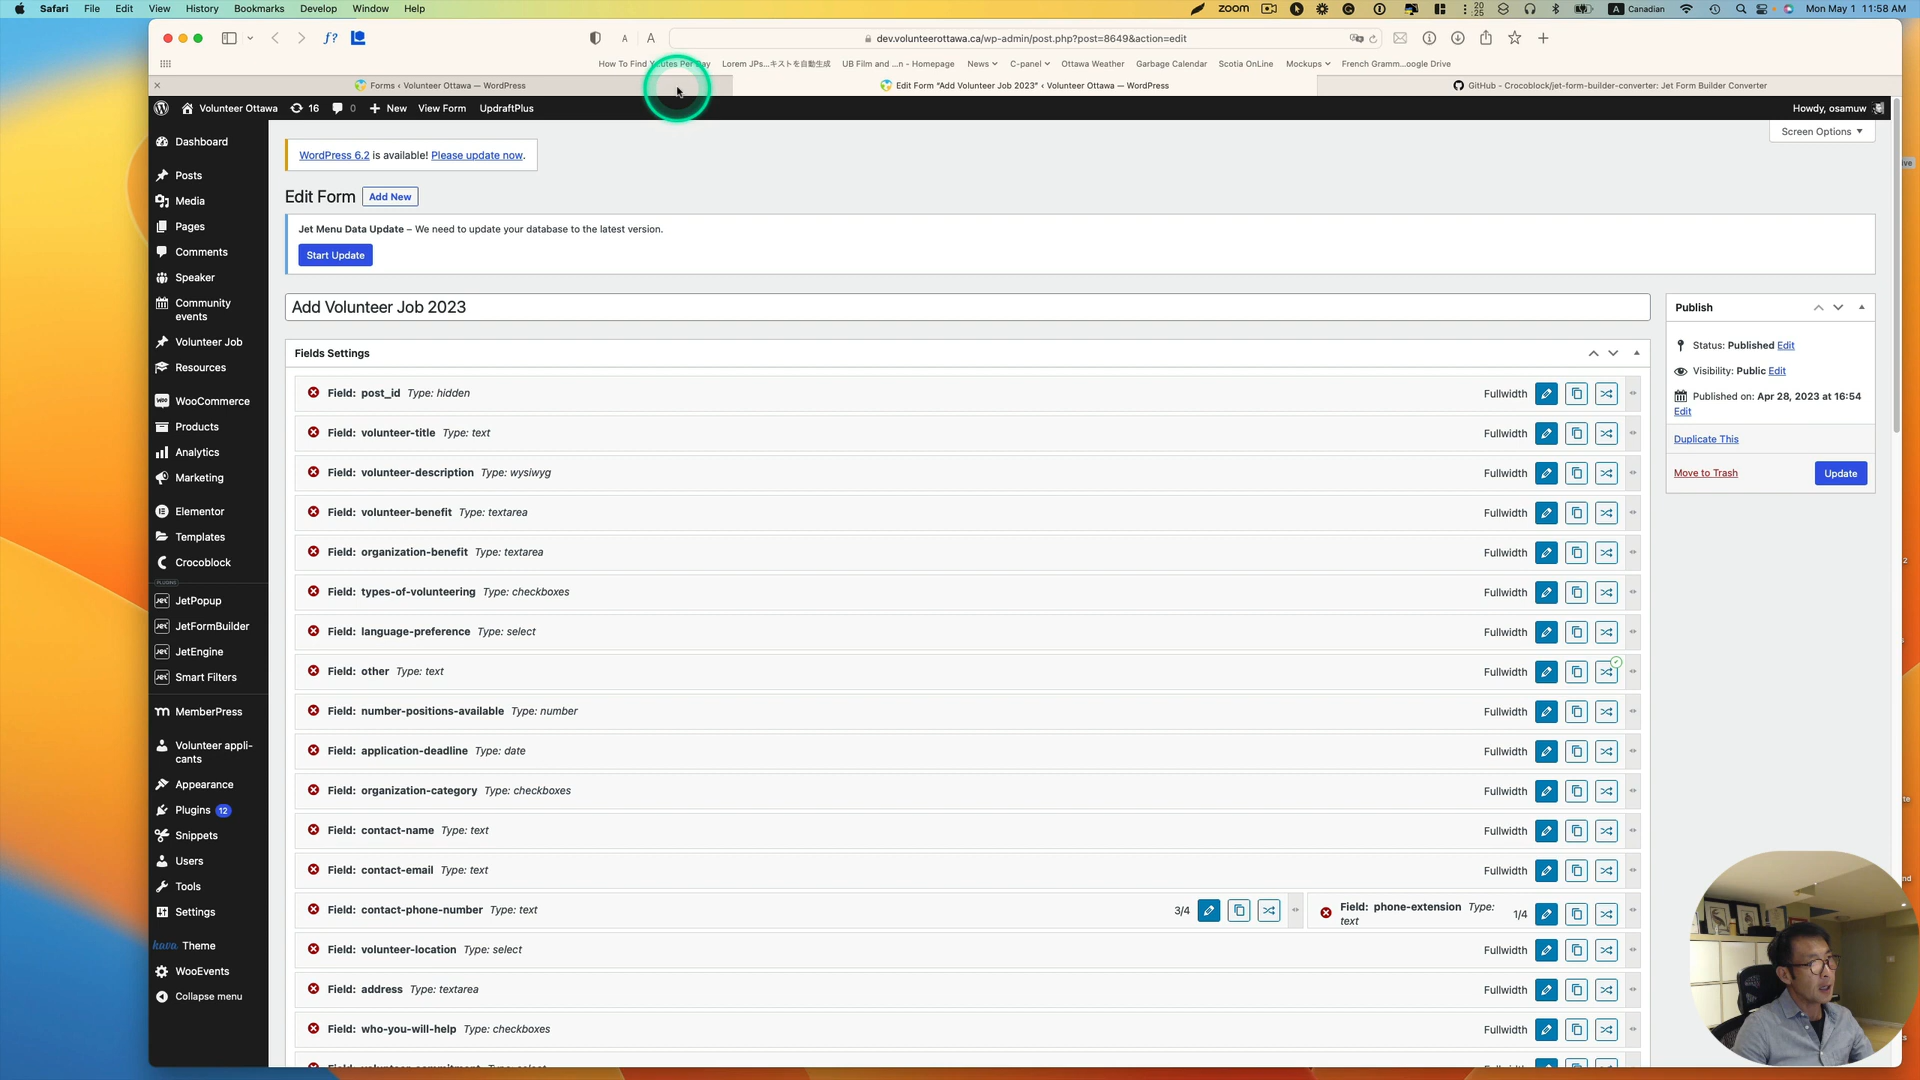 Safari File Edit View History Bookmarks Develop Window Help
zoom 20 25 A Canadian Mon May 1 11:58 AM
f? A A dev.volunteerottawa.ca/wp-admin/post.php?post=8649&action=edit
UB Film and ...n - Homepage News C-panel Ottawa Weather Garbage Calendar Scotia OnLine Mockups French Gramm...oogle Drive
Forms ‹ Volunteer Ottawa — WordPress
Edit Form "Add Volunteer Job 2023" ‹ Volunteer Ottawa — WordPress
GitHub - Crocoblock/jet-form-builder-converter: Jet Form Builder Converter
Volunteer Ottawa 16 0 New View Form UpdraftPlus Howdy, osamuw
Screen Options
Dashboard
Posts
Media
Pages
Comments
Speaker
Community events
Volunteer Job
Resources
WooCommerce
Products
Analytics
Marketing
Elementor
Templates
Crocoblock
PLUGINS
JetPopup
JetFormBuilder
JetEngine
Smart Filters
MemberPress
Volunteer appli-
cants
Appearance
Plugins 12
Snippets
Users
Tools
Settings
kava Theme
WooEvents
Collapse menu
WordPress 6.2 is available! Please update now.
Edit Form Add New
Jet Menu Data Update – We need to update your database to the latest version.
Start Update
Add Volunteer Job 2023
Fields Settings
Field: post_id Type: hidden Fullwidth
Field: volunteer-title Type: text Fullwidth
Field: volunteer-description Type: wysiwyg Fullwidth
Field: volunteer-benefit Type: textarea Fullwidth
Field: organization-benefit Type: textarea Fullwidth
Field: types-of-volunteering Type: checkboxes Fullwidth
Field: language-preference Type: select Fullwidth
Field: other Type: text Fullwidth
Field: number-positions-available Type: number Fullwidth
Field: application-deadline Type: date Fullwidth
Field: organization-category Type: checkboxes Fullwidth
Field: contact-name Type: text Fullwidth
Field: contact-email Type: text Fullwidth
Field: contact-phone-number Type: text 3/4
Field: phone-extension Type:
text 1/4
Field: volunteer-location Type: select Fullwidth
Field: address Type: textarea Fullwidth
Field: who-you-will-help Type: checkboxes Fullwidth
Publish
Status: Published Edit
Visibility: Public Edit
Published on: Apr 28, 2023 at 16:54
Edit
Duplicate This
Move to Trash Update